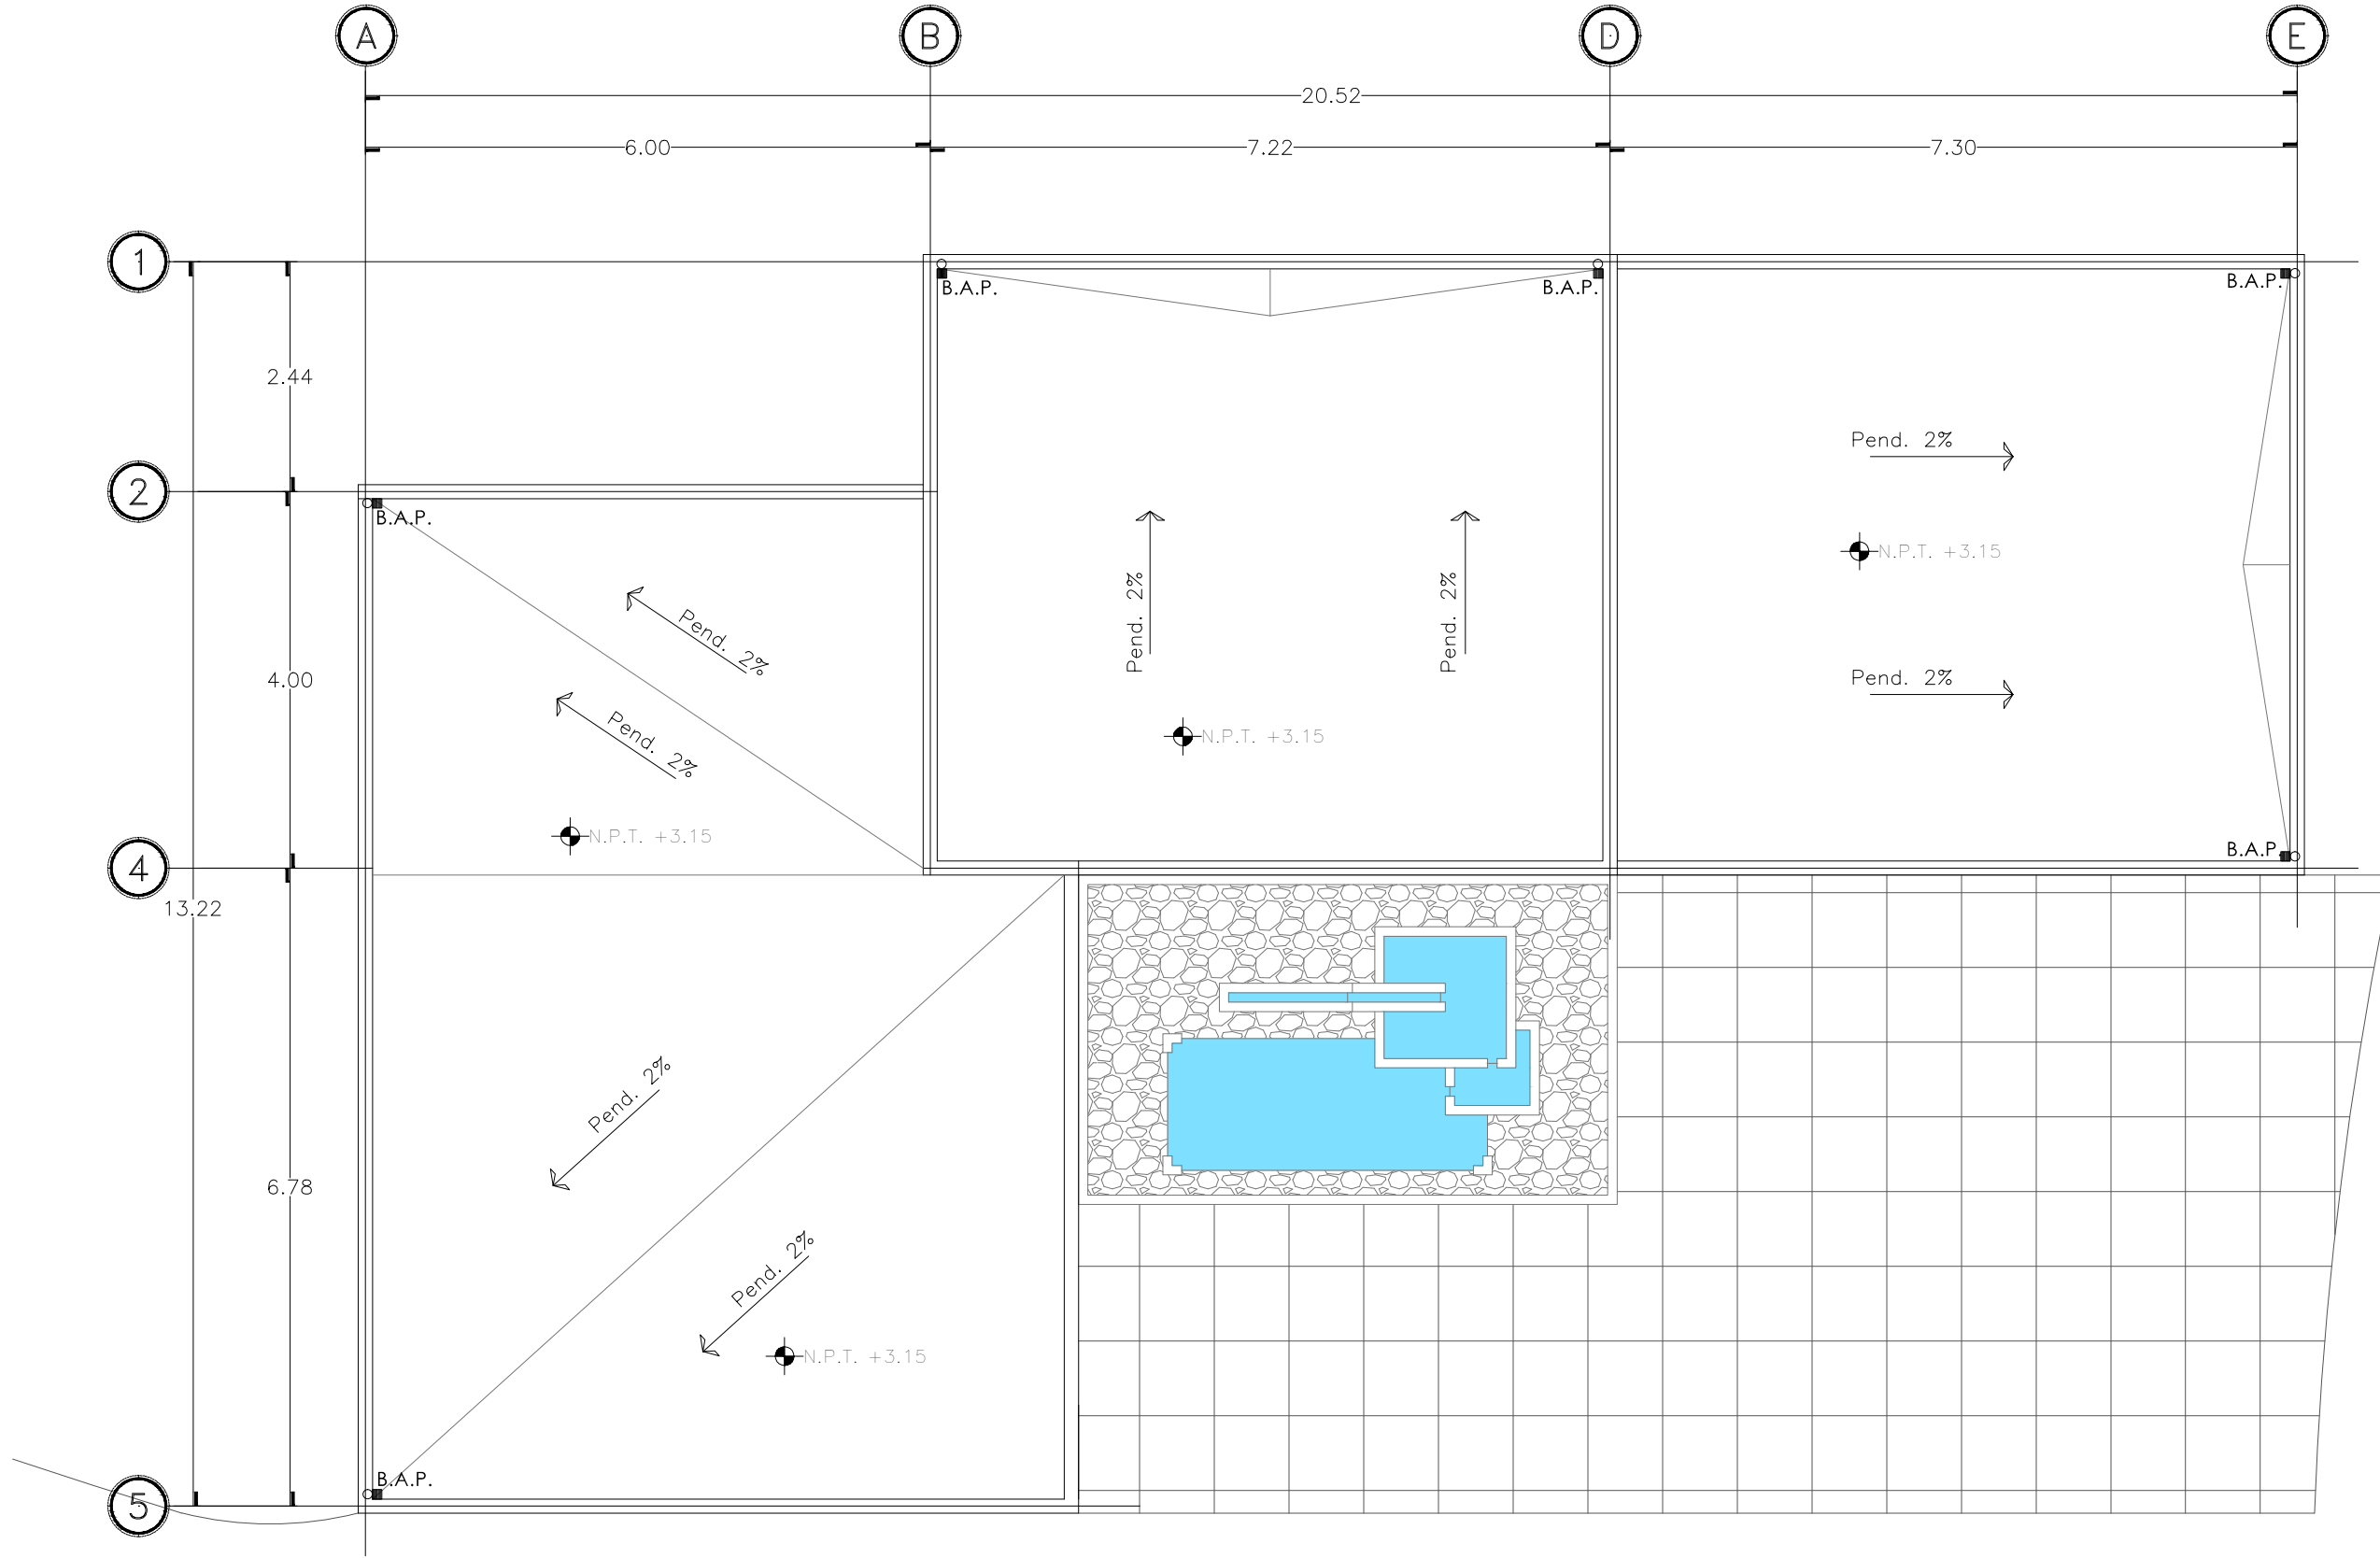 A
B
D
E
20.52
6.00
7.22
7.30
1
B.A.P.
B.A.P.
B.A.P.
2.44
Pend. 2%
2
B.A.P.
N.P.T. +3.15
Pend. 2%
Pend. 2%
Pend. 2%
4.00
Pend. 2%
Pend. 2%
N.P.T. +3.15
N.P.T. +3.15
B.A.P.
4
13.22
Pend. 2%
6.78
Pend. 2%
N.P.T. +3.15
B.A.P.
5